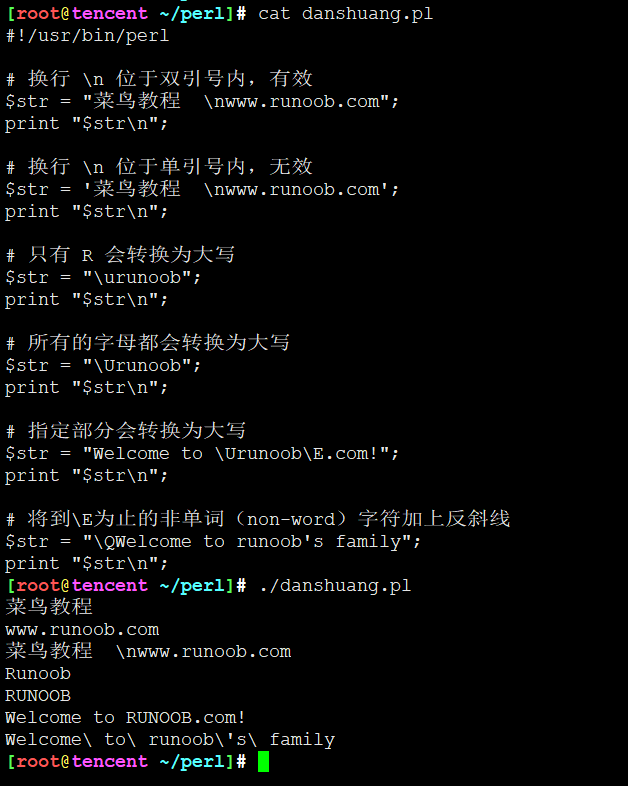 [root@tencent ~/perl]# cat danshuang.pl
#!/usr/bin/perl

# 换行 \n 位于双引号内，有效
$str = "菜鸟教程  \nwww.runoob.com";
print "$str\n";

# 换行 \n 位于单引号内，无效
$str = '菜鸟教程  \nwww.runoob.com';
print "$str\n";

# 只有 R 会转换为大写
$str = "\urunoob";
print "$str\n";

# 所有的字母都会转换为大写
$str = "\Urunoob";
print "$str\n";

# 指定部分会转换为大写
$str = "Welcome to \Urunoob\E.com!";
print "$str\n";

# 将到\E为止的非单词（non-word）字符加上反斜线
$str = "\QWelcome to runoob's family";
print "$str\n";
[root@tencent ~/perl]# ./danshuang.pl
菜鸟教程
www.runoob.com
菜鸟教程  \nwww.runoob.com
Runoob
RUNOOB
Welcome to RUNOOB.com!
Welcome\ to\ runoob\'s\ family
[root@tencent ~/perl]#